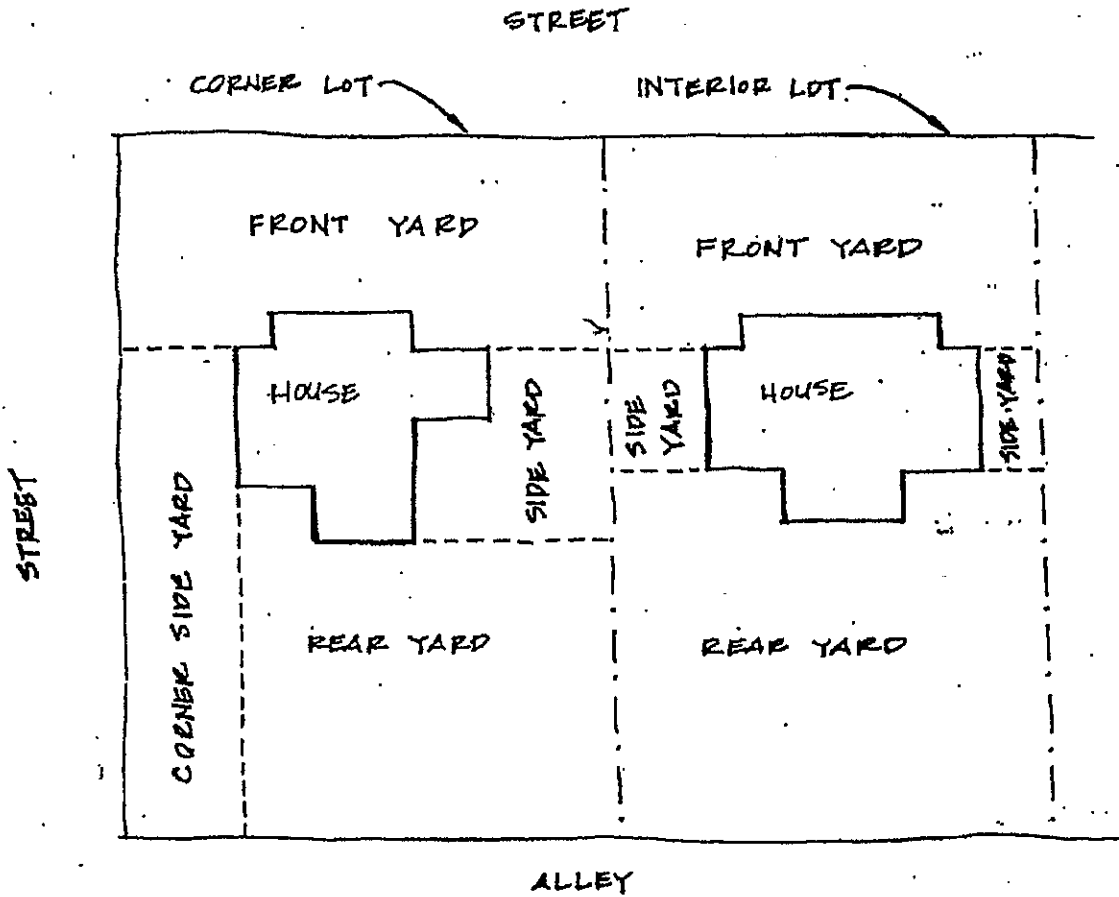 STREET
CORNER LOT
INTERIOR LOT
FRONT YARD
FRONT YARD
HOUSE
SIDE YARD
SIDE
YARD
HOUSE
SIDE YARD
STREET
CORNER SIDE YARD
REAR YARD
REAR YARD
ALLEY